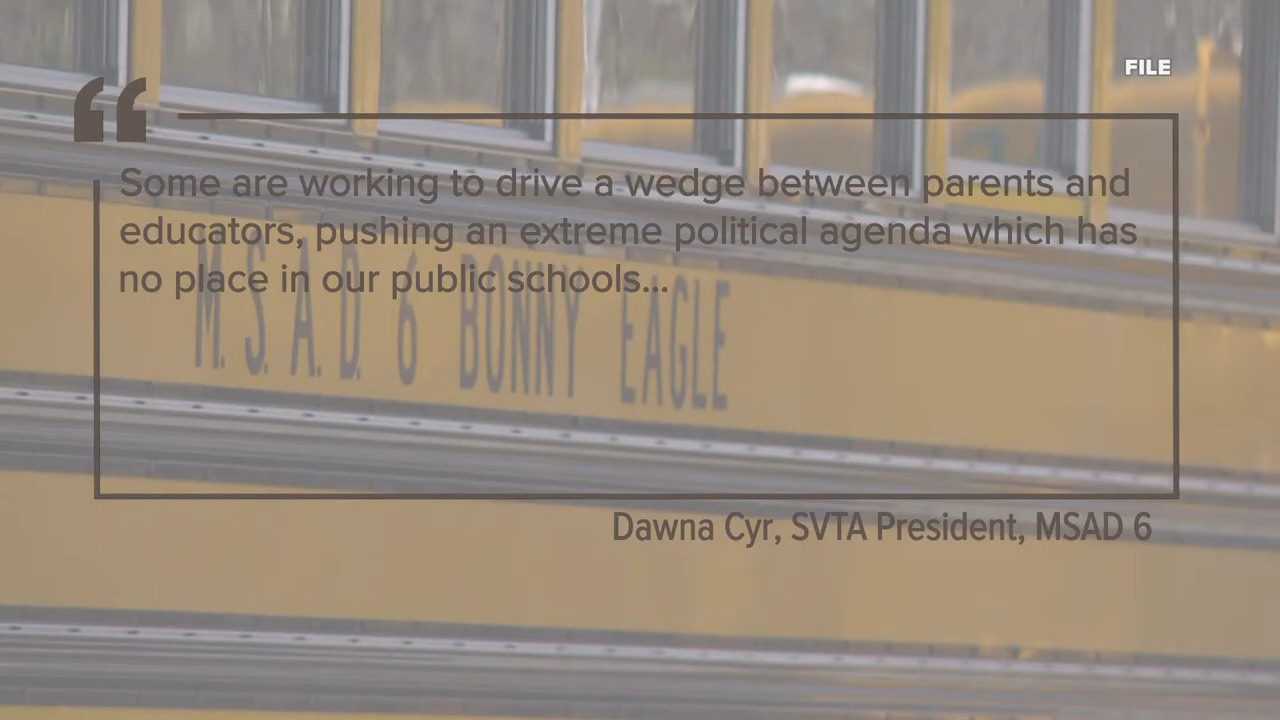 FILE
“
Some are working to drive a wedge between parents and
educators, pushing an extreme political agenda which has
no place in our public schools...
M. S. A. D. 6 BONNY EAGLE
Dawna Cyr, SVTA President, MSAD 6